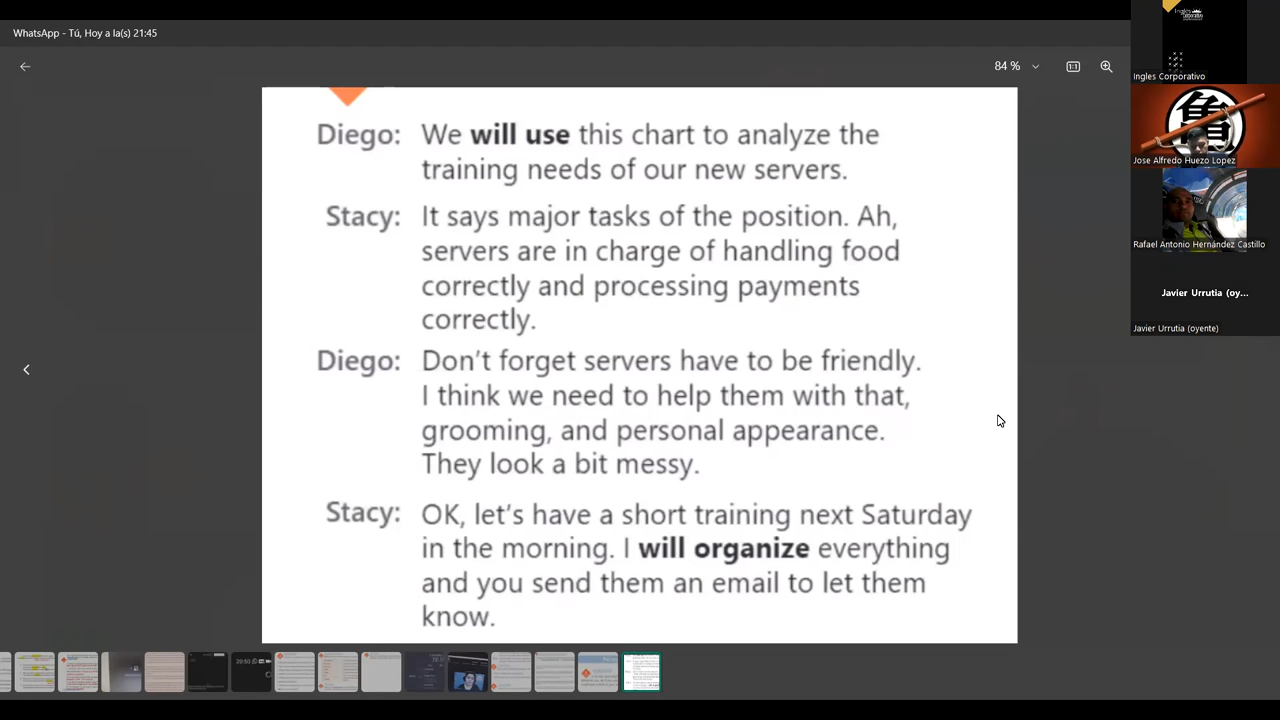 WhatsApp - Tú, Hoy a la(s) 21:45
84 %
Diego: We will use this chart to analyze the
training needs of our new servers.
Stacy: It says major tasks of the position. Ah,
servers are in charge of handling food
correctly and processing payments
correctly.
Diego: Don't forget servers have to be friendly.
I think we need to help them with that,
grooming, and personal appearance.
They look a bit messy.
Stacy: OK, let's have a short training next Saturday
in the morning. I will organize everything
and you send them an email to let them
know.
Ingles Corporativo
亀
Jose Alfredo Huezo Lopez
Rafael Antonio Hernández Castillo
Javier Urrutia (oy...
Javier Urrutia (oyente)